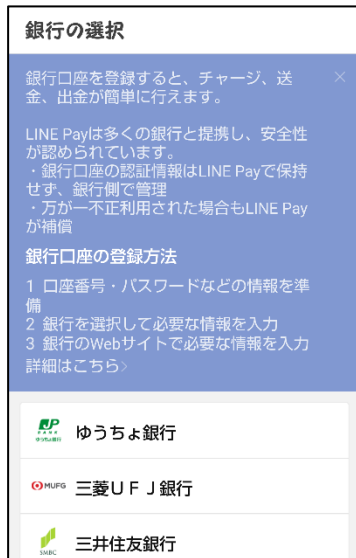 銀行の選択
銀行口座を登録すると、チャージ、送
金、出金が簡単に行えます。
×
LINE Payは多くの銀行と提携し、安全性
が認められています。
・銀行口座の認証情報はLINE Payで保持
せず、銀行側で管理
・万が一不正利用された場合もLINE Pay
が補償
銀行口座の登録方法
1 口座番号・パスワードなどの情報を準
備
2 銀行を選択して必要な情報を入力
3 銀行のWebサイトで必要な情報を入力
詳細はこちら>
JP
BANK
ゆうちょ銀行
ゆうちょ銀行
MUFG
三菱UFJ銀行
SMBC
三井住友銀行